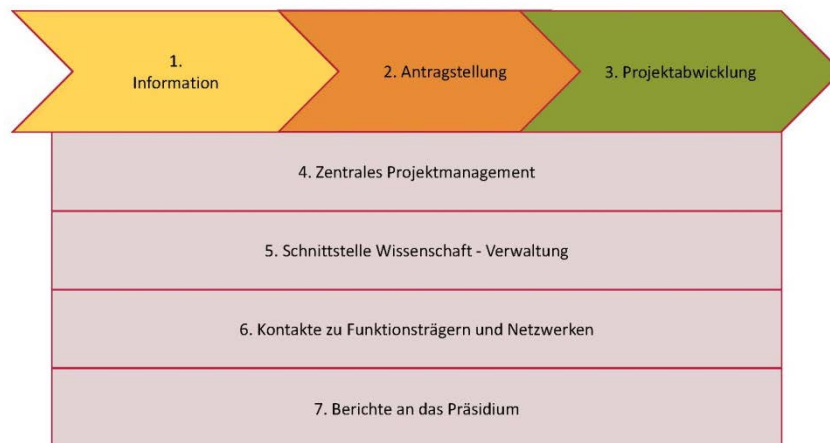 1.
Information
2. Antragstellung
3. Projektabwicklung
4. Zentrales Projektmanagement
5. Schnittstelle Wissenschaft - Verwaltung
6. Kontakte zu Funktionsträgern und Netzwerken
7. Berichte an das Präsidium